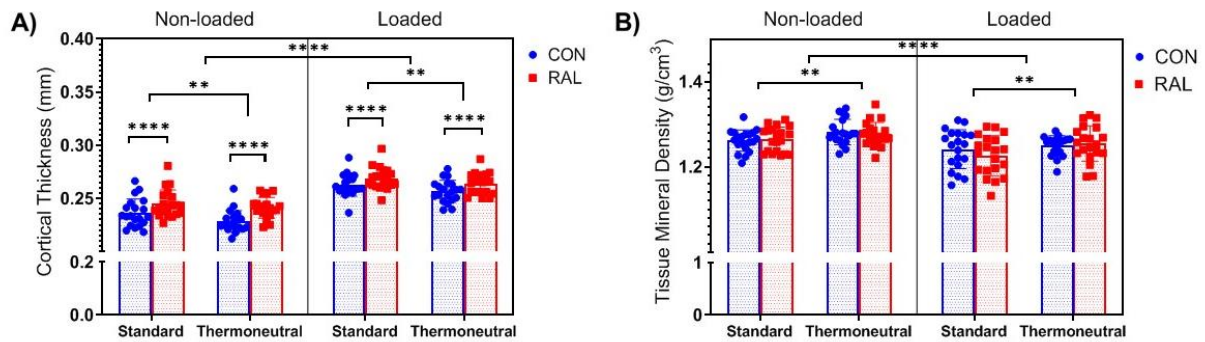 A)
Non-loaded Loaded
Cortical Thickness (mm)
0.40
0.35
0.30
0.25
0.2
0.0
****
** **
**** **** **** ****
CON
RAL
Standard Thermoneutral Standard Thermoneutral
B)
Non-loaded Loaded
Tissue Mineral Density (g/cm³)
1.4
1.2
1
0
****
** **
CON
RAL
Standard Thermoneutral Standard Thermoneutral